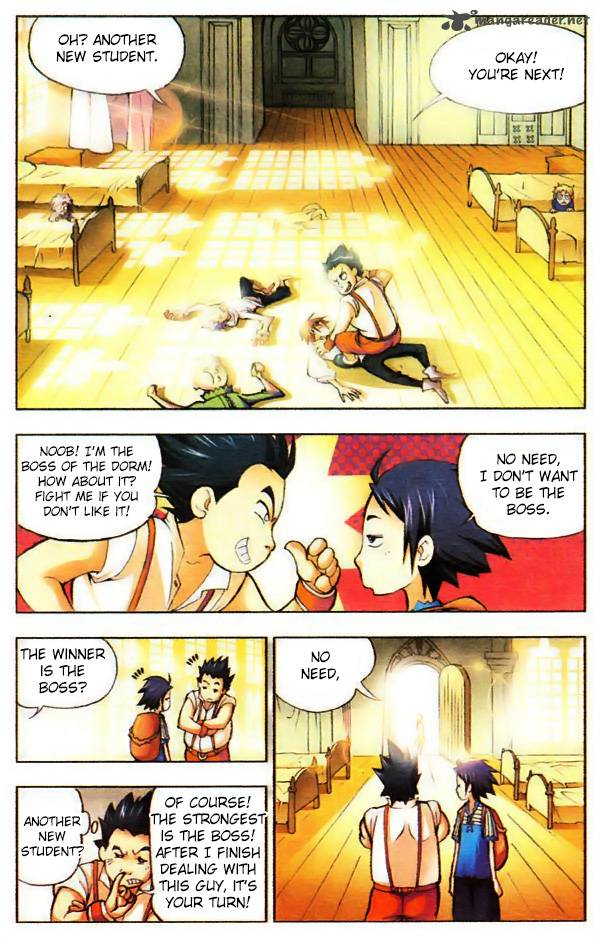 mangareader.net
OH? ANOTHER
NEW STUDENT.
OKAY!
YOU'RE NEXT!
NOOB! I'M THE
BOSS OF THE DORM!
HOW ABOUT IT?
FIGHT ME IF YOU
DON'T LIKE IT!
NO NEED,
I DON'T WANT
TO BE THE
BOSS.
THE WINNER
IS THE
BOSS?
NO
NEED,
ANOTHER
NEW
STUDENT?
OF COURSE!
THE STRONGEST
IS THE BOSS!
AFTER I FINISH
DEALING WITH
THIS GUY, IT'S
YOUR TURN!